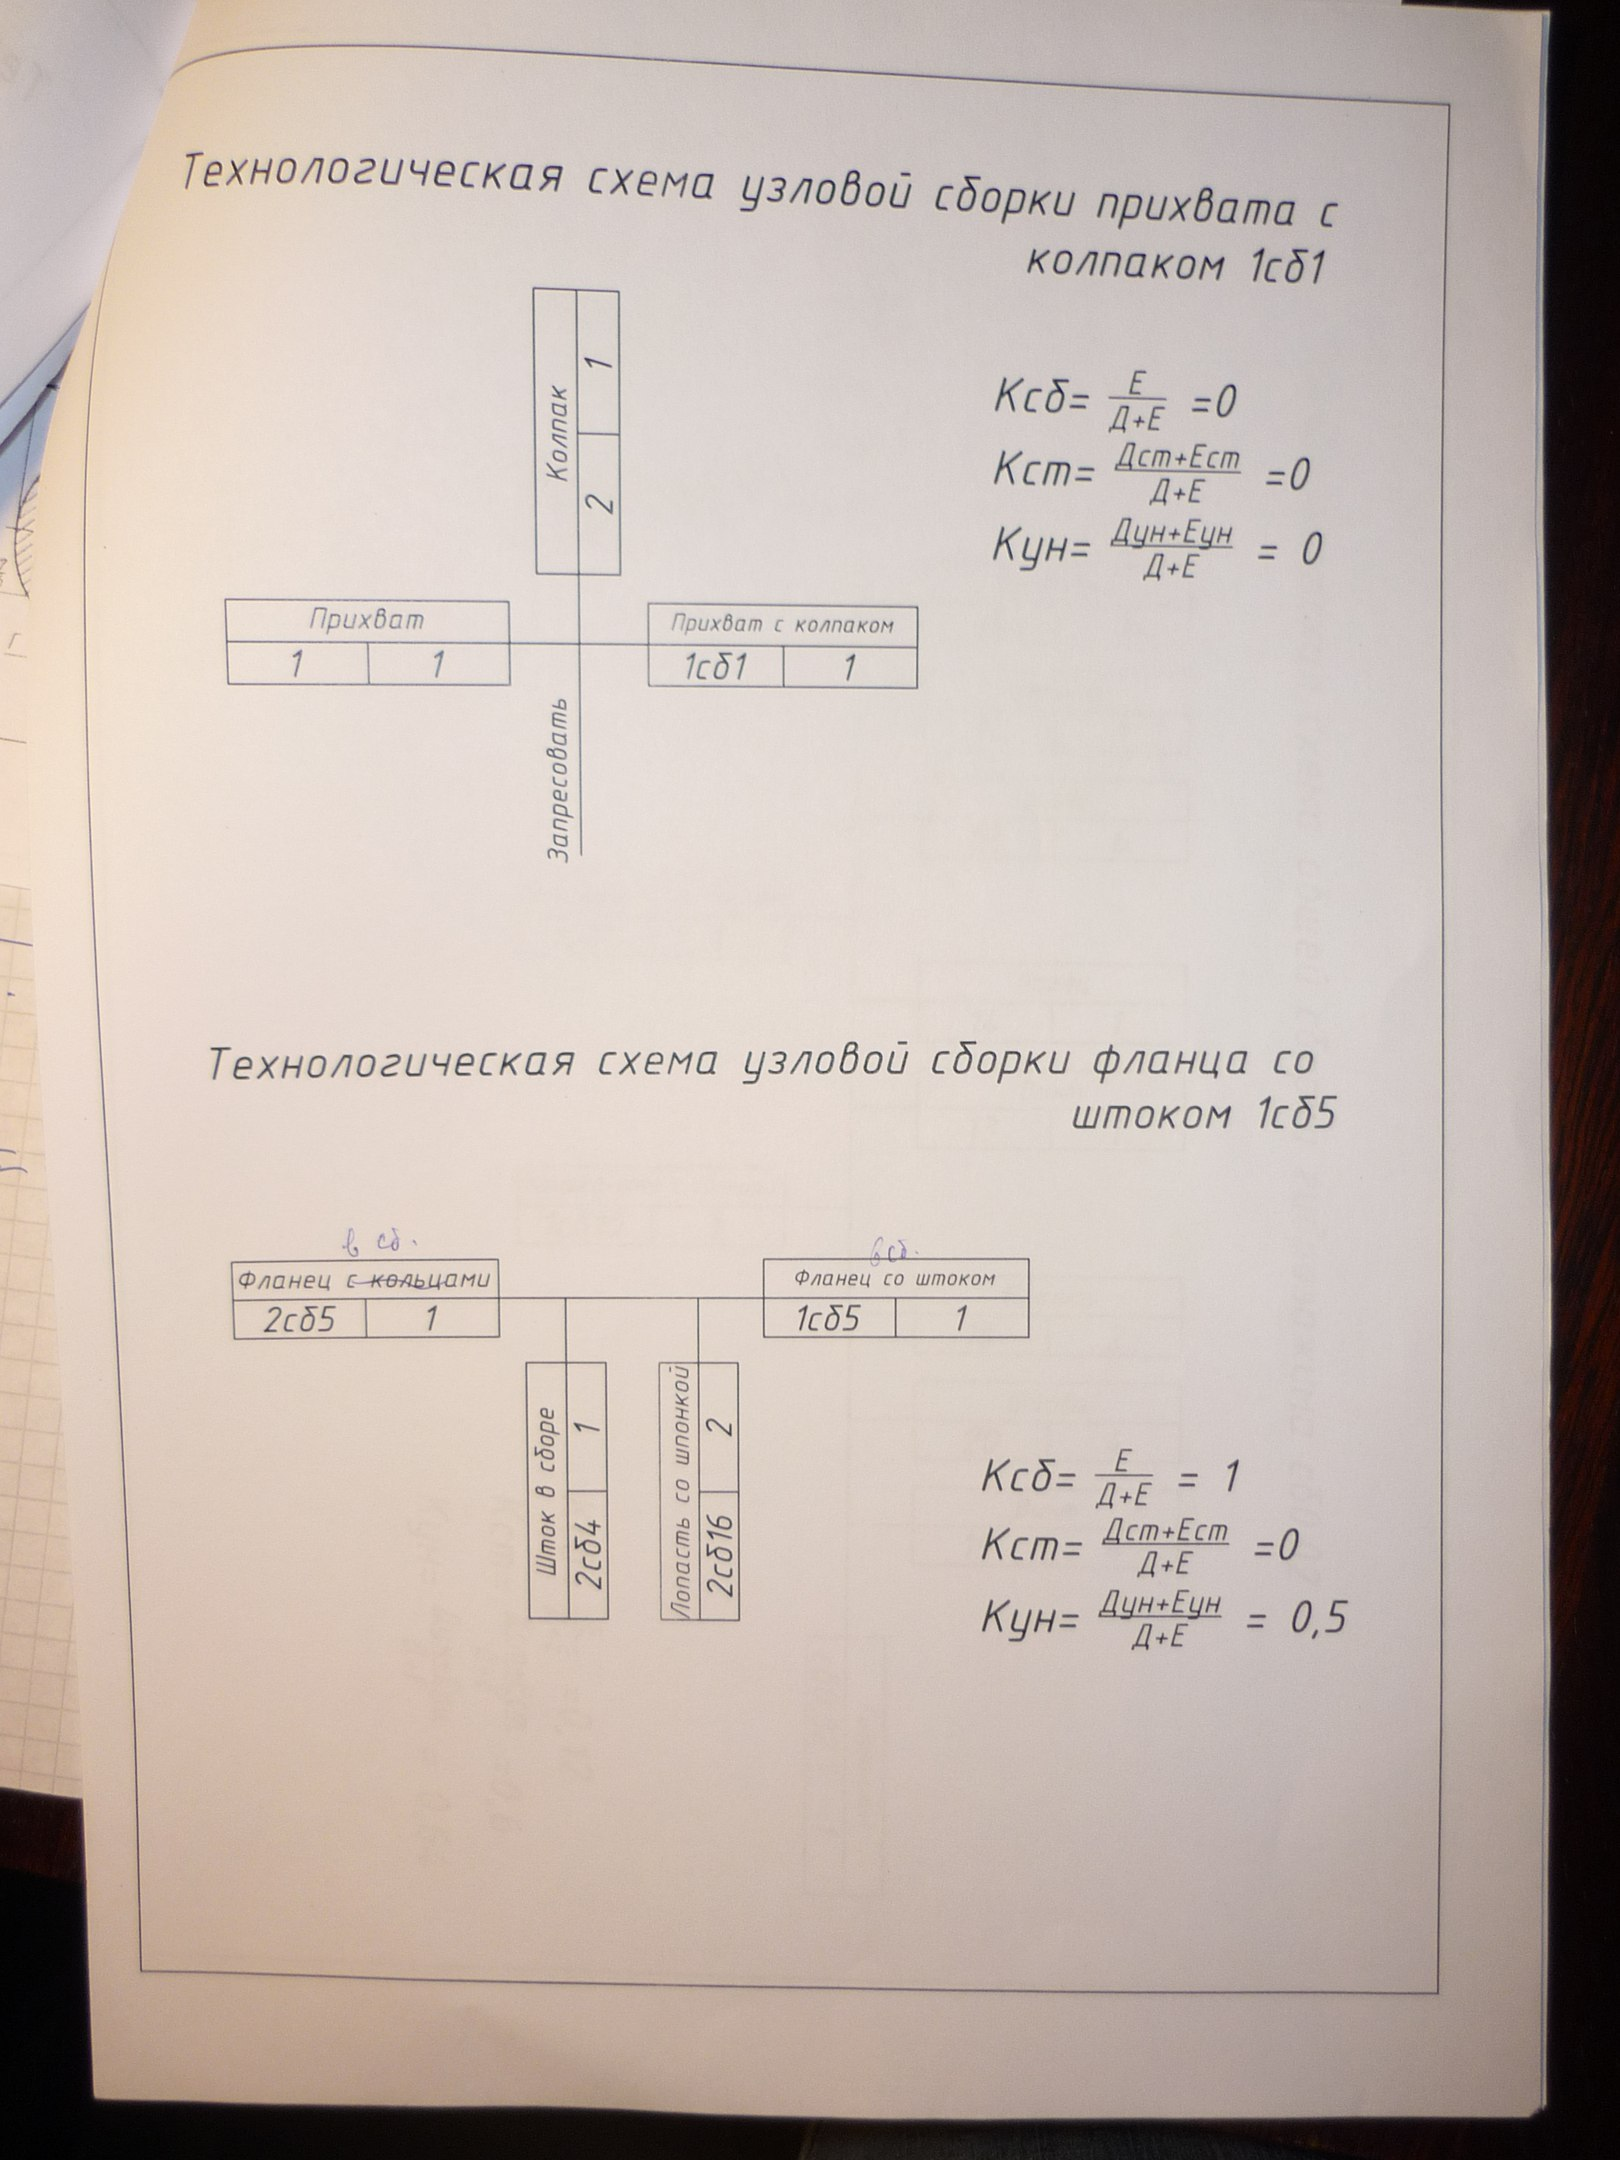 Технологическая схема узловой сборки прихвата с
колпаком 1сб1
Колпак
2 1
Ксб= Е/Д+Е =0
Кст= Дст+Ест/Д+Е =0
Кун= Дун+Еун/Д+Е = 0
Прихват
1 1
Прихват с колпаком
1сб1 1
Запресовать
Технологическая схема узловой сборки фланца со
штоком 1сб5
в сб.
Фланец с кольцами
2сб5 1
в сб.
Фланец со штоком
1сб5 1
Шток в сборе
2сб4 1
Лопасть со шпонкой
2сб16 2
Ксб= Е/Д+Е = 1
Кст= Дст+Ест/Д+Е =0
Кун= Дун+Еун/Д+Е = 0,5